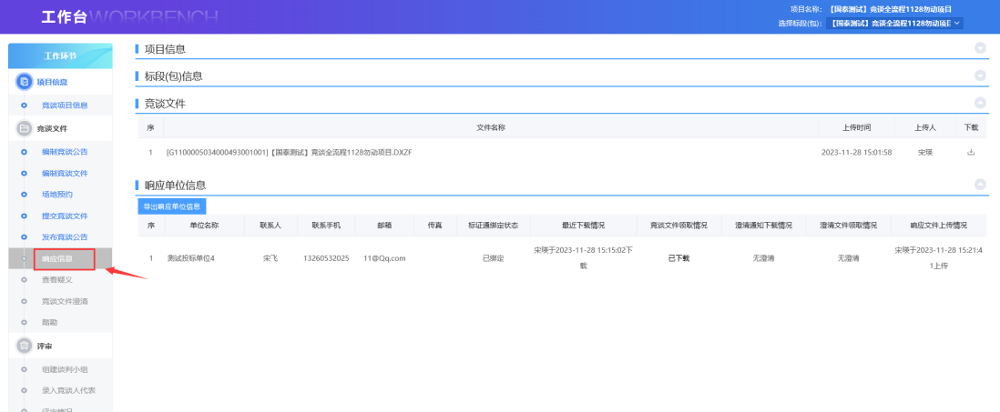 工作台WORKBENCH
项目名称：【国泰测试】竞谈全流程1128勿动项目
选择标段(包)：【国泰测试】竞谈全流程1128勿动项目
工作环节
项目信息
竞谈项目信息
竞谈文件
编制竞谈公告
编制竞谈文件
场地预约
提交竞谈文件
发布竞谈公告
响应信息
查看疑义
竞谈文件澄清
踏勘
评审
组建谈判小组
录入竞谈人代表
评审情况
项目信息
标段(包)信息
竞谈文件
序 文件名称 上传时间 上传人 下载
1 [G1100005034000493001001]【国泰测试】竞谈全流程1128勿动项目.DXZF 2023-11-28 15:01:58 宋瑛
响应单位信息
导出响应单位信息
序 单位名称 联系人 联系手机 邮箱 传真 标证通绑定状态 最近下载情况 竞谈文件领取情况 澄清通知下载情况 澄清文件领取情况 响应文件上传情况
1 测试投标单位4 宋飞 13260532025 11@Qq.com 已绑定 宋瑛于2023-11-28 15:15:02下 已下载 无澄清 无澄清 宋瑛于2023-11-28 15:21:4
载 1上传